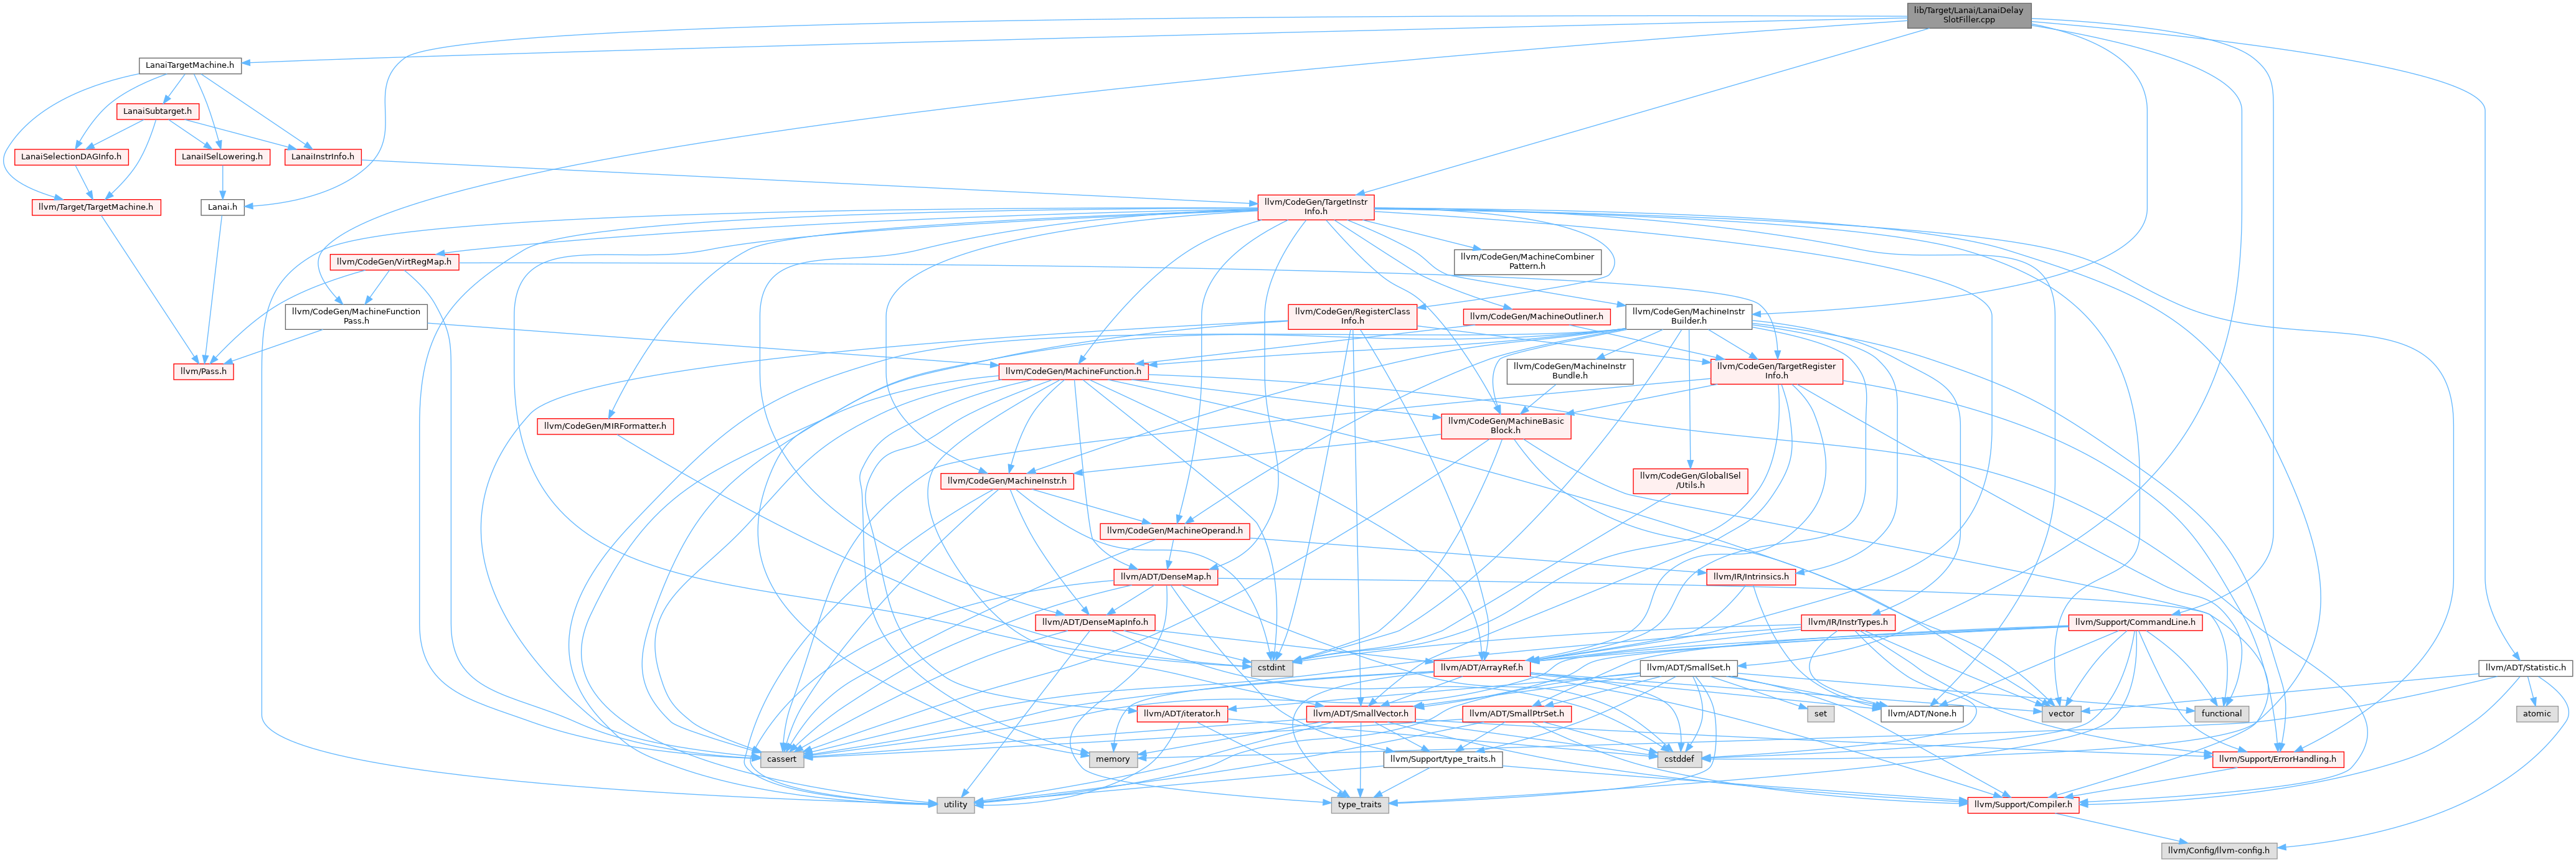 lib/Target/Lanai/LanaiDelay
SlotFiller.cpp
LanaiTargetMachine.h
LanaiSubtarget.h
LanaiSelectionDAGInfo.h
LanaiISelLowering.h
LanaiInstrInfo.h
llvm/Target/TargetMachine.h
Lanai.h
llvm/CodeGen/TargetInstr
Info.h
llvm/CodeGen/VirtRegMap.h
llvm/CodeGen/MachineCombiner
Pattern.h
llvm/CodeGen/MachineFunction
Pass.h
llvm/CodeGen/RegisterClass
Info.h
llvm/CodeGen/MachineOutliner.h
llvm/CodeGen/MachineInstr
Builder.h
llvm/Pass.h
llvm/CodeGen/MachineFunction.h
llvm/CodeGen/MachineInstr
Bundle.h
llvm/CodeGen/TargetRegister
Info.h
llvm/CodeGen/MIRFormatter.h
llvm/CodeGen/MachineBasic
Block.h
llvm/CodeGen/MachineInstr.h
llvm/CodeGen/GlobalISel
/Utils.h
llvm/CodeGen/MachineOperand.h
llvm/ADT/DenseMap.h
llvm/IR/Intrinsics.h
llvm/ADT/DenseMapInfo.h
llvm/IR/InstrTypes.h
llvm/Support/CommandLine.h
cstdint
llvm/ADT/ArrayRef.h
llvm/ADT/SmallSet.h
llvm/ADT/Statistic.h
llvm/ADT/iterator.h
llvm/ADT/SmallVector.h
llvm/ADT/SmallPtrSet.h
set
llvm/ADT/None.h
vector
functional
atomic
cassert
memory
llvm/Support/type_traits.h
cstddef
llvm/Support/ErrorHandling.h
utility
type_traits
llvm/Support/Compiler.h
llvm/Config/llvm-config.h